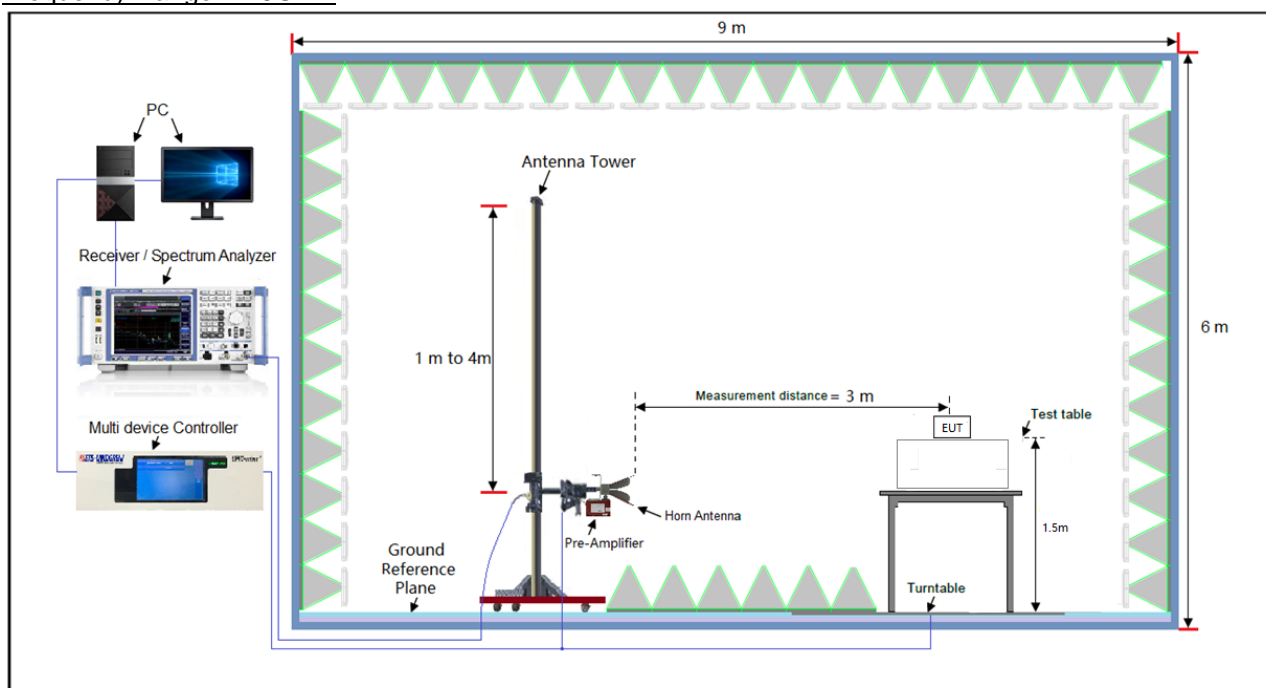 9 m
PC
Antenna Tower
Receiver / Spectrum Analyzer
6 m
1 m to 4m
Measurement distance = 3 m
Test table
EUT
Multi device Controller
Horn Antenna
1.5m
Pre-Amplifier
Ground
Reference
Plane
Turntable